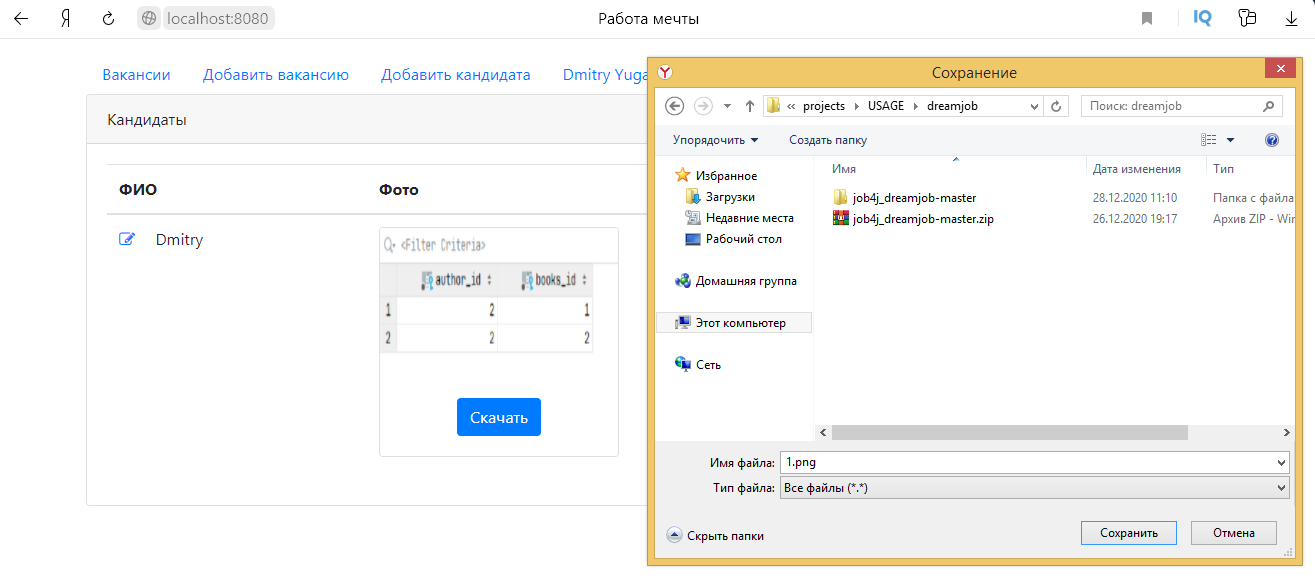 Я localhost:8080 Работа мечты IQ
Вакансии Добавить вакансию Добавить кандидата Dmitry Yuga
Кандидаты
ФИО Фото
Dmitry
<Filter Criteria>
author_id books_id
1 2 1
2 2 2
Скачать
Сохранение
« projects USAGE dreamjob Поиск: dreamjob
Упорядочить Создать папку
Избранное
Загрузки
Недавние места
Рабочий стол
Домашняя группа
Этот компьютер
Сеть
Имя Дата изменения Тип
job4j_dreamjob-master 28.12.2020 11:10 Папка с файла
job4j_dreamjob-master.zip 26.12.2020 19:17 Архив ZIP - Wir
Имя файла: 1.png
Тип файла: Все файлы (*.*)
Скрыть папки Сохранить Отмена